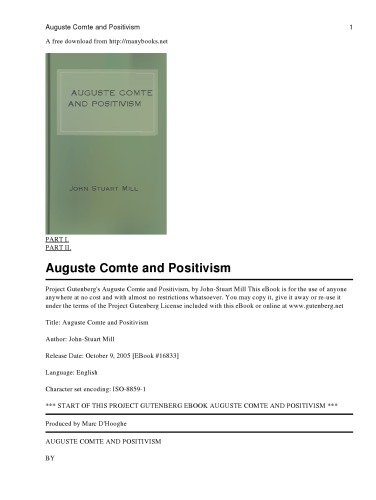 Auguste Comte and Positivism 1
A free download from http://manybooks.net
AUGUSTE COMTE
AND POSITIVISM
JOHN STUART MILL
PART I.
PART II.
Auguste Comte and Positivism
Project Gutenberg's Auguste Comte and Positivism, by John-Stuart Mill This eBook is for the use of anyone
anywhere at no cost and with almost no restrictions whatsoever. You may copy it, give it away or re-use it
under the terms of the Project Gutenberg License included with this eBook or online at www.gutenberg.net
Title: Auguste Comte and Positivism
Author: John-Stuart Mill
Release Date: October 9, 2005 [EBook #16833]
Language: English
Character set encoding: ISO-8859-1
*** START OF THIS PROJECT GUTENBERG EBOOK AUGUSTE COMTE AND POSITIVISM ***
Produced by Marc D'Hooghe
AUGUSTE COMTE AND POSITIVISM
BY